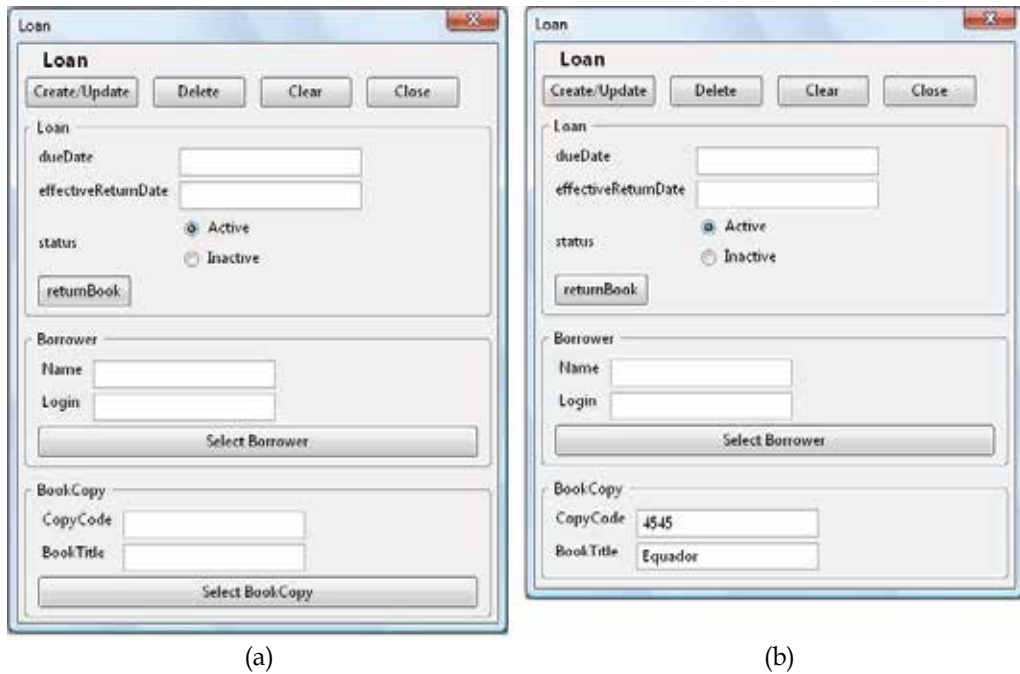 Loan
Loan
Create/Update Delete Clear Close
Loan
dueDate
effectiveReturnDate
status
Active
Inactive
returnBook
Borrower
Name
Login
Select Borrower
BookCopy
CopyCode
BookTitle
Select BookCopy
(a)
Loan
Loan
Create/Update Delete Clear Close
Loan
dueDate
effectiveReturnDate
status
Active
Inactive
returnBook
Borrower
Name
Login
Select Borrower
BookCopy
CopyCode 4545
BookTitle Equador
(b)